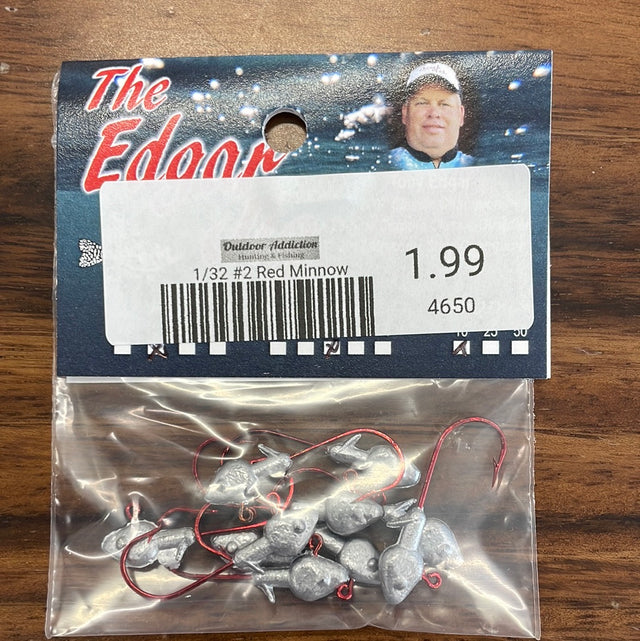 The
Edgar
Outdoor Addiction
Hunting & Fishing
1/32 #2 Red Minnow
1.99
4650
10 25 50